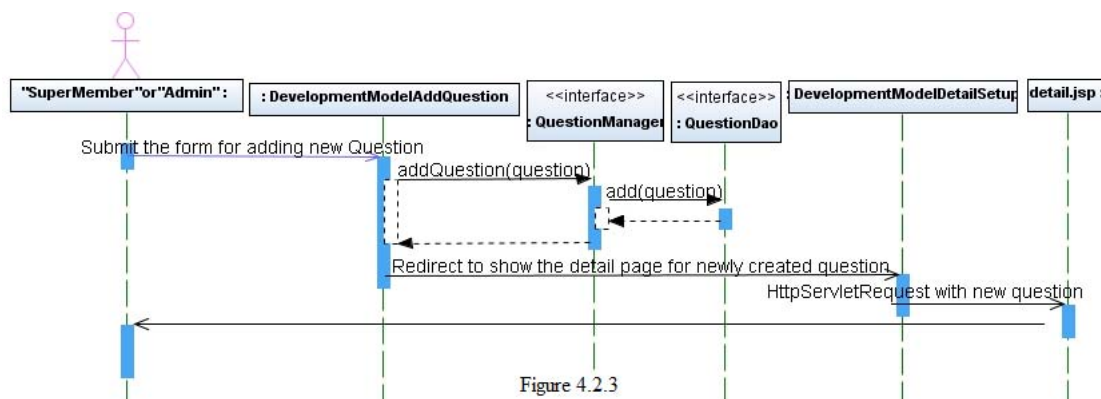 "SuperMember"or"Admin" :
: DevelopmentModelAddQuestion
<<interface>>
: QuestionManager
<<interface>>
: QuestionDao
: DevelopmentModelDetailSetup
detail.jsp :
Submit the form for adding new Question
addQuestion(question)
add(question)
Redirect to show the detail page for newly created question
HttpServletRequest with new question
Figure 4.2.3